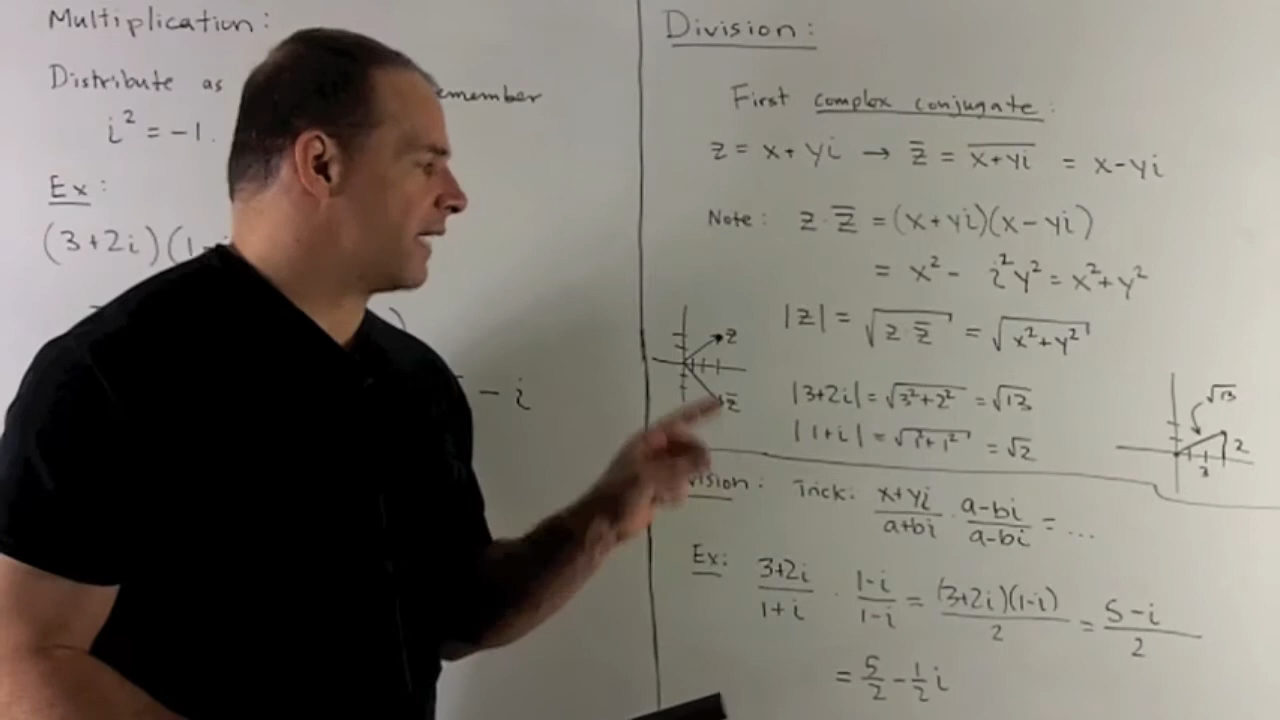 Multiplication:
Distribute as
i² = -1.
Ex:
(3+2i)(1-i
- i
Division:
First complex conjugate:
z = x + yi → z̅ = \overline{x+yi} = x-yi
Note: z · z̅ = (x+yi)(x-yi)
= x² - i²y² = x²+y²
|z| = √(z · z̅) = √(x²+y²)
z
z̅
|3+2i| = √(3²+2²) = √13
|1+i| = √(1²+1²) = √2
√13
2
3
Trick: (x+yi)/(a+bi) · (a-bi)/(a-bi) = ...
Ex: (3+2i)/(1+i) · (1-i)/(1-i) = (3+2i)(1-i)/2 = (5-i)/2
= 5/2 - 1/2 i